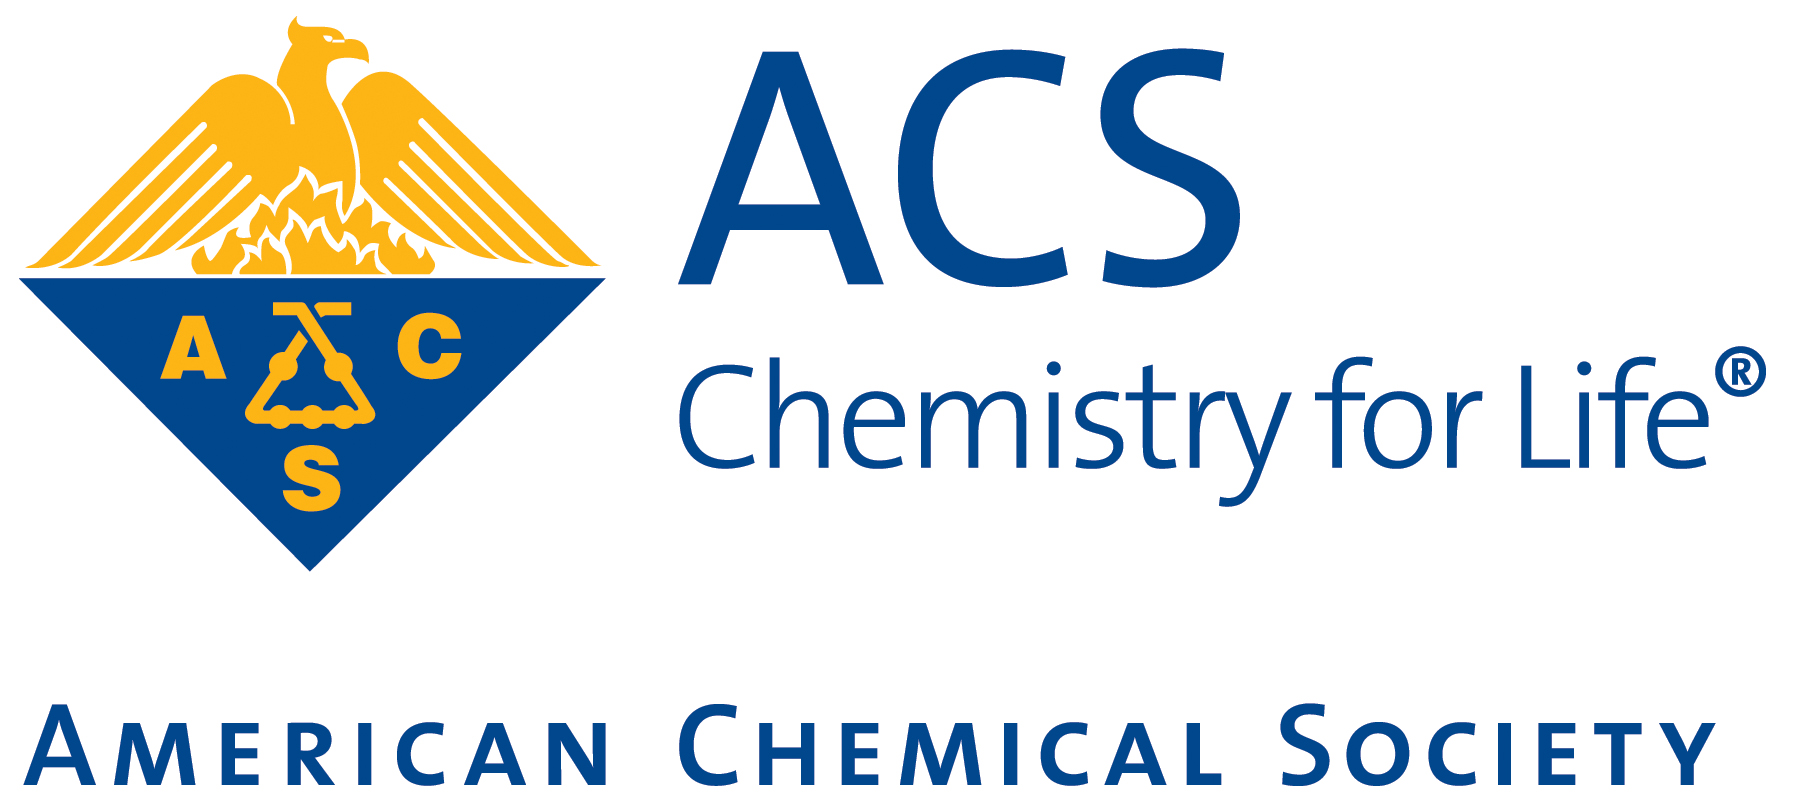 A C
S
ACS
Chemistry for Life®
AMERICAN CHEMICAL SOCIETY